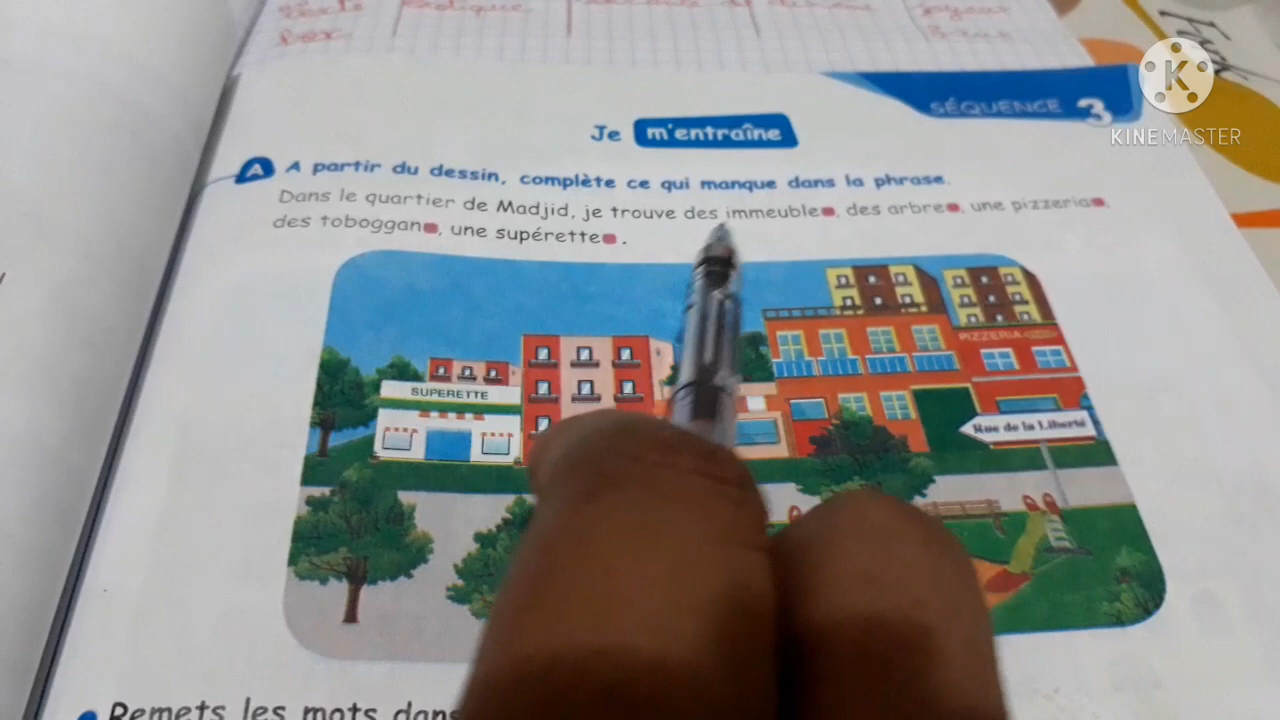 SÉQUENCE 3
KINEMASTER
Je m'entraîne
A A partir du dessin, complète ce qui manque dans la phrase.
Dans le quartier de Madjid, je trouve des immeuble, des arbre, une pizzeria,
des toboggan, une supérette.
PIZZERIA
SUPERETTE
Rue de la Liberté
Remets les mots dans